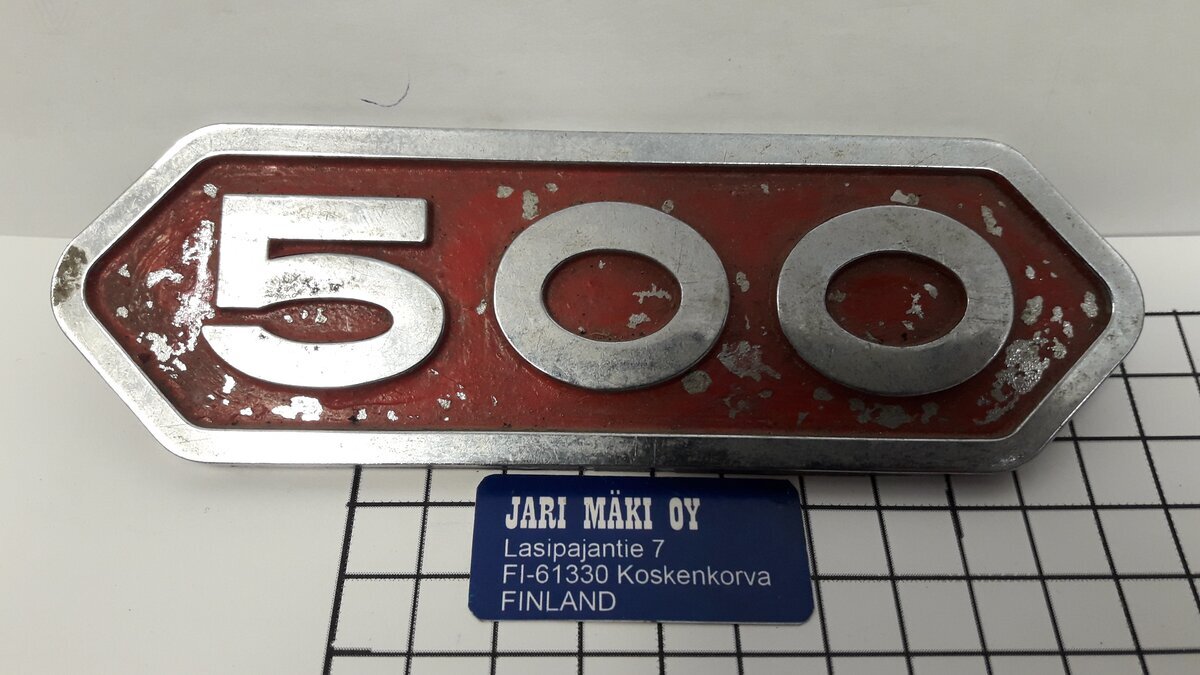 500
JARI MÄKI OY
Lasipajantie 7
FI-61330 Koskenkorva
FINLAND